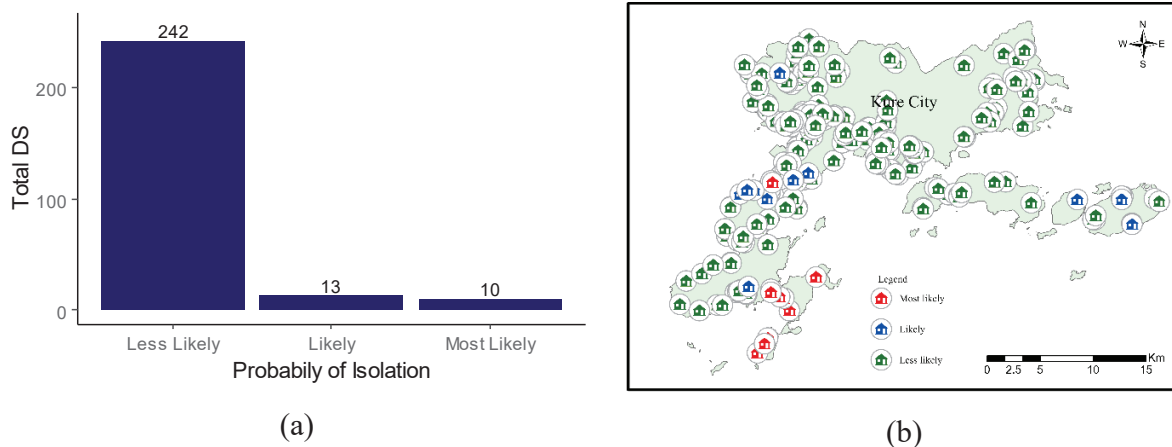 242
13
10
200
100
0
Total DS
Less Likely
Likely
Most Likely
Probabily of Isolation
(a)
N
W E
S
Kure City
Legend
Most likely
Likely
Less likely
Km
0 2.5 5 10 15
(b)